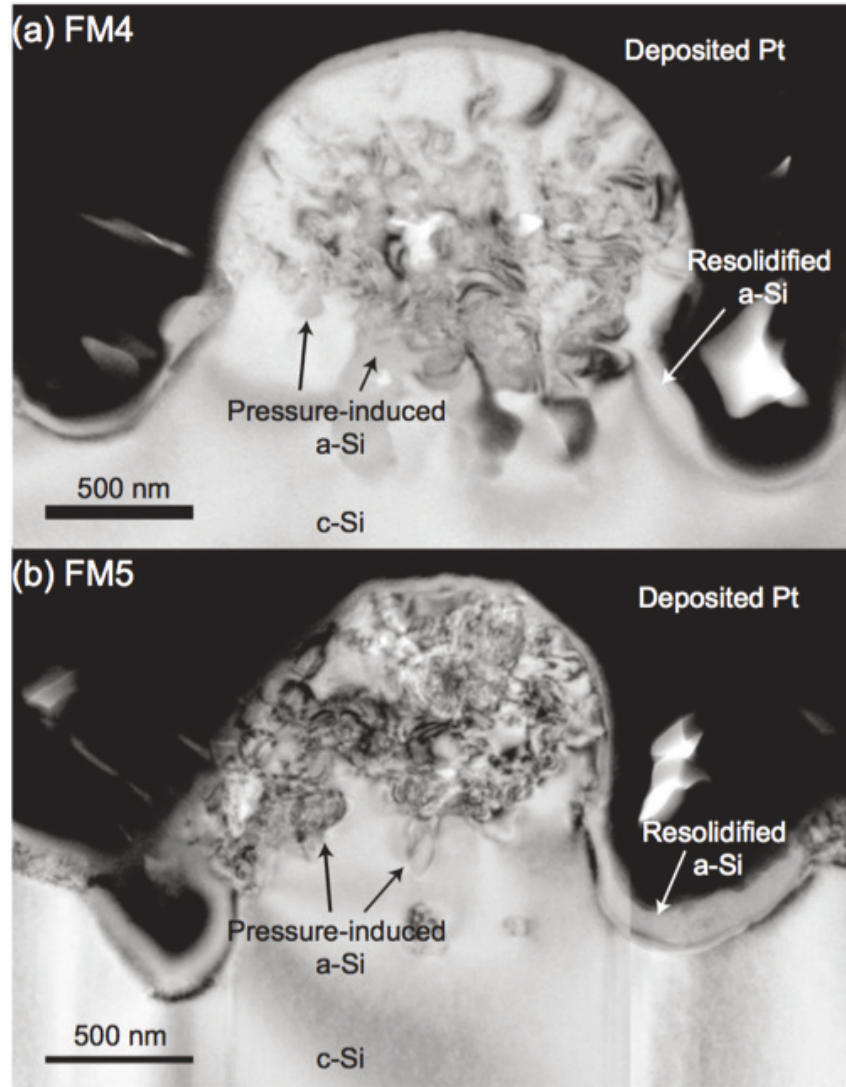 (a) FM4
Deposited Pt
Resolidified
a-Si
Pressure-induced
a-Si
500 nm
c-Si
(b) FM5
Deposited Pt
Resolidified
a-Si
Pressure-induced
a-Si
500 nm
c-Si